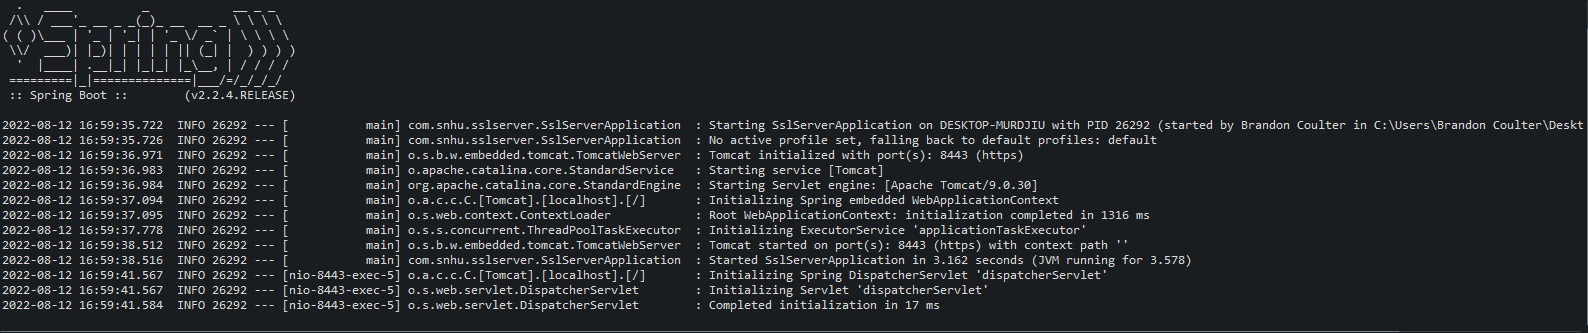 .   ____          _            __ _ _
 /\\ / ___'_ __ _ _(_)_ __  __ _ \ \ \ \
( ( )\___ | '_ | '_| | '_ \/ _` | \ \ \ \
 \\/  ___)| |_)| | | | | || (_| |  ) ) ) )
  '  |____| .__|_| |_|_| |_\__, | / / / /
 =========|_|==============|___/=/_/_/_/
 :: Spring Boot ::        (v2.2.4.RELEASE)
2022-08-12 16:59:35.722  INFO 26292 --- [           main] com.snhu.sslserver.SslServerApplication  : Starting SslServerApplication on DESKTOP-MURDJIU with PID 26292 (started by Brandon Coulter in C:\Users\Brandon Coulter\Deskt
2022-08-12 16:59:35.726  INFO 26292 --- [           main] com.snhu.sslserver.SslServerApplication  : No active profile set, falling back to default profiles: default
2022-08-12 16:59:36.971  INFO 26292 --- [           main] o.s.b.w.embedded.tomcat.TomcatWebServer  : Tomcat initialized with port(s): 8443 (https)
2022-08-12 16:59:36.983  INFO 26292 --- [           main] o.apache.catalina.core.StandardService   : Starting service [Tomcat]
2022-08-12 16:59:36.984  INFO 26292 --- [           main] org.apache.catalina.core.StandardEngine  : Starting Servlet engine: [Apache Tomcat/9.0.30]
2022-08-12 16:59:37.094  INFO 26292 --- [           main] o.a.c.c.C.[Tomcat].[localhost].[/]       : Initializing Spring embedded WebApplicationContext
2022-08-12 16:59:37.095  INFO 26292 --- [           main] o.s.web.context.ContextLoader            : Root WebApplicationContext: initialization completed in 1316 ms
2022-08-12 16:59:37.778  INFO 26292 --- [           main] o.s.s.concurrent.ThreadPoolTaskExecutor  : Initializing ExecutorService 'applicationTaskExecutor'
2022-08-12 16:59:38.512  INFO 26292 --- [           main] o.s.b.w.embedded.tomcat.TomcatWebServer  : Tomcat started on port(s): 8443 (https) with context path ''
2022-08-12 16:59:38.516  INFO 26292 --- [           main] com.snhu.sslserver.SslServerApplication  : Started SslServerApplication in 3.162 seconds (JVM running for 3.578)
2022-08-12 16:59:41.567  INFO 26292 --- [nio-8443-exec-5] o.a.c.c.C.[Tomcat].[localhost].[/]       : Initializing Spring DispatcherServlet 'dispatcherServlet'
2022-08-12 16:59:41.567  INFO 26292 --- [nio-8443-exec-5] o.s.web.servlet.DispatcherServlet        : Initializing Servlet 'dispatcherServlet'
2022-08-12 16:59:41.584  INFO 26292 --- [nio-8443-exec-5] o.s.web.servlet.DispatcherServlet        : Completed initialization in 17 ms